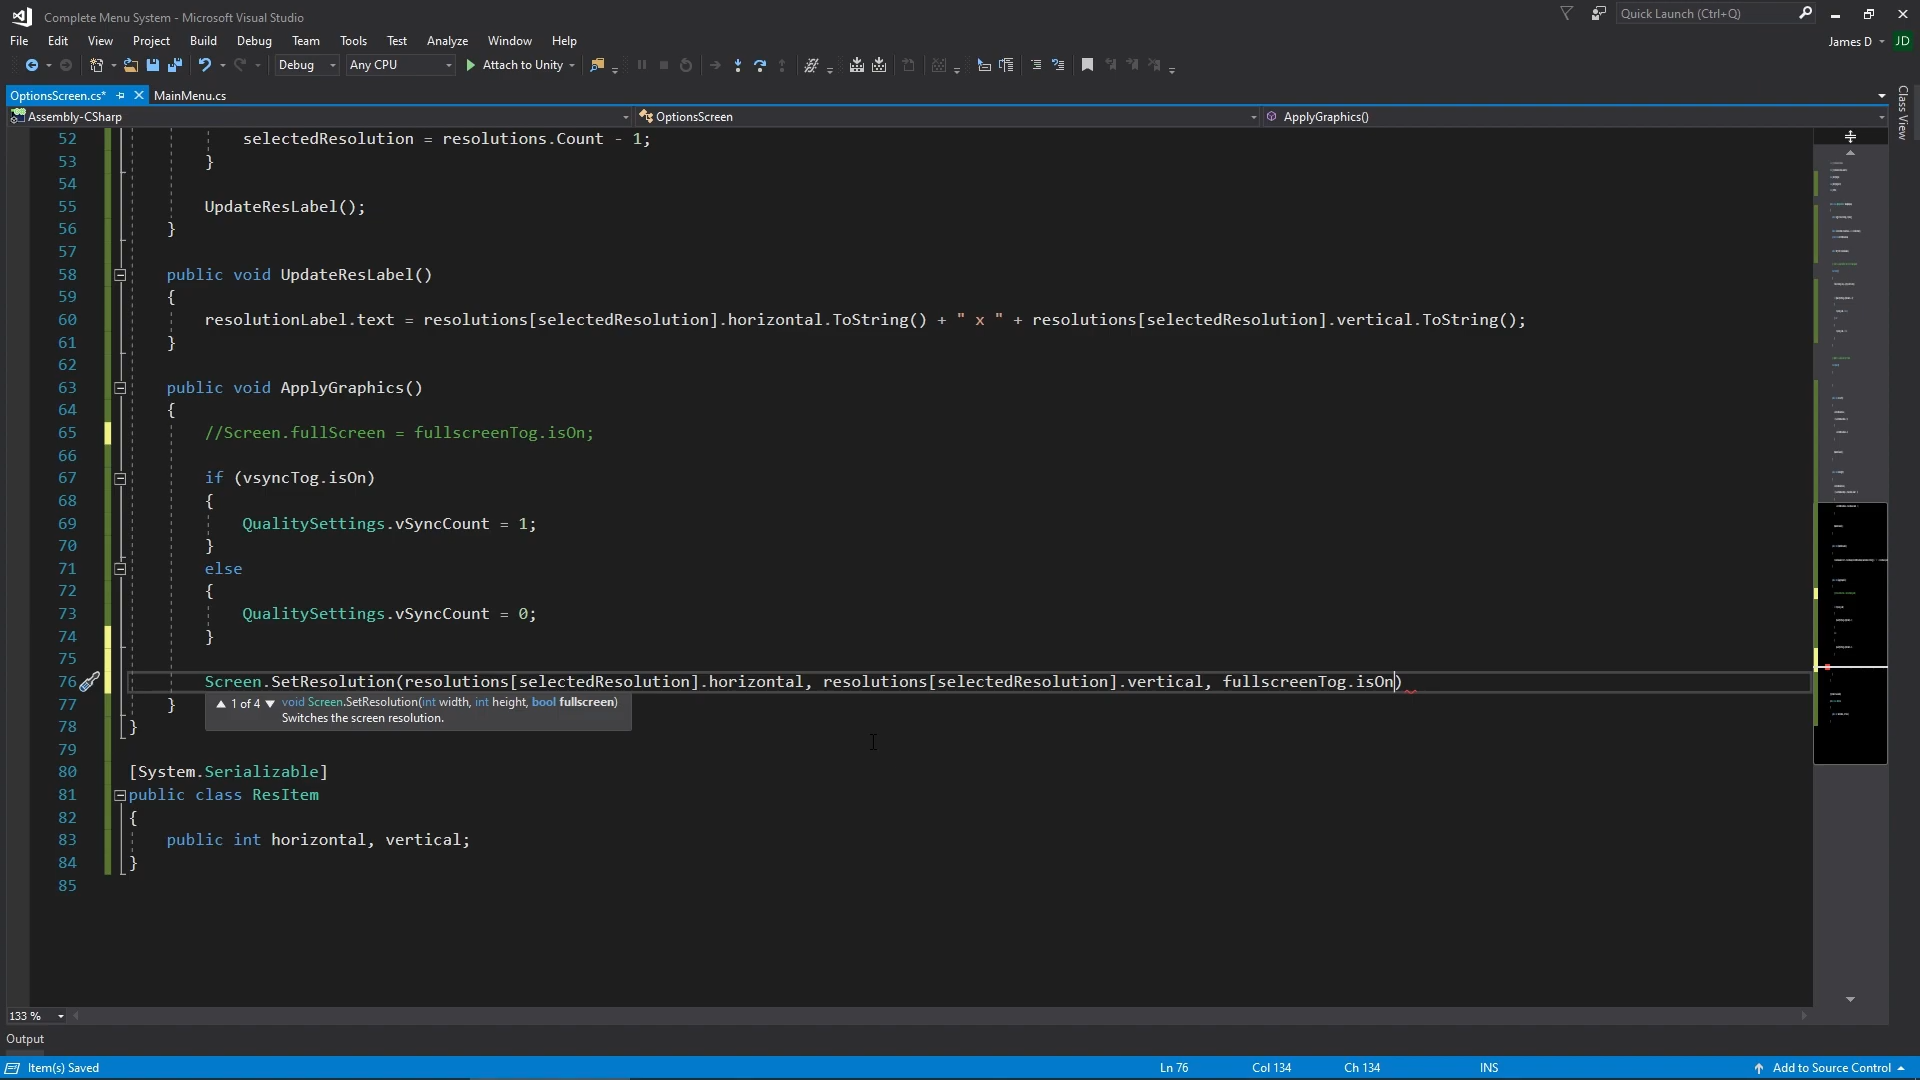 Complete Menu System - Microsoft Visual Studio
Quick Launch (Ctrl+Q)
File Edit View Project Build Debug Team Tools Test Analyze Window Help
James D JD
Debug Any CPU Attach to Unity
OptionsScreen.cs* MainMenu.cs
Class View
Assembly-CSharp OptionsScreen ApplyGraphics()
52 selectedResolution = resolutions.Count - 1;
53 }
54
55 UpdateResLabel();
56 }
57
58 public void UpdateResLabel()
59 {
60 resolutionLabel.text = resolutions[selectedResolution].horizontal.ToString() + " x " + resolutions[selectedResolution].vertical.ToString();
61 }
62
63 public void ApplyGraphics()
64 {
65 //Screen.fullScreen = fullscreenTog.isOn;
66
67 if (vsyncTog.isOn)
68 {
69 QualitySettings.vSyncCount = 1;
70 }
71 else
72 {
73 QualitySettings.vSyncCount = 0;
74 }
75
76 Screen.SetResolution(resolutions[selectedResolution].horizontal, resolutions[selectedResolution].vertical, fullscreenTog.isOn)
77 }
1 of 4 void Screen.SetResolution(int width, int height, bool fullscreen)
Switches the screen resolution.
78 }
79
80 [System.Serializable]
81 public class ResItem
82 {
83 public int horizontal, vertical;
84 }
85
133 %
Output
Item(s) Saved Ln 76 Col 134 Ch 134 INS Add to Source Control